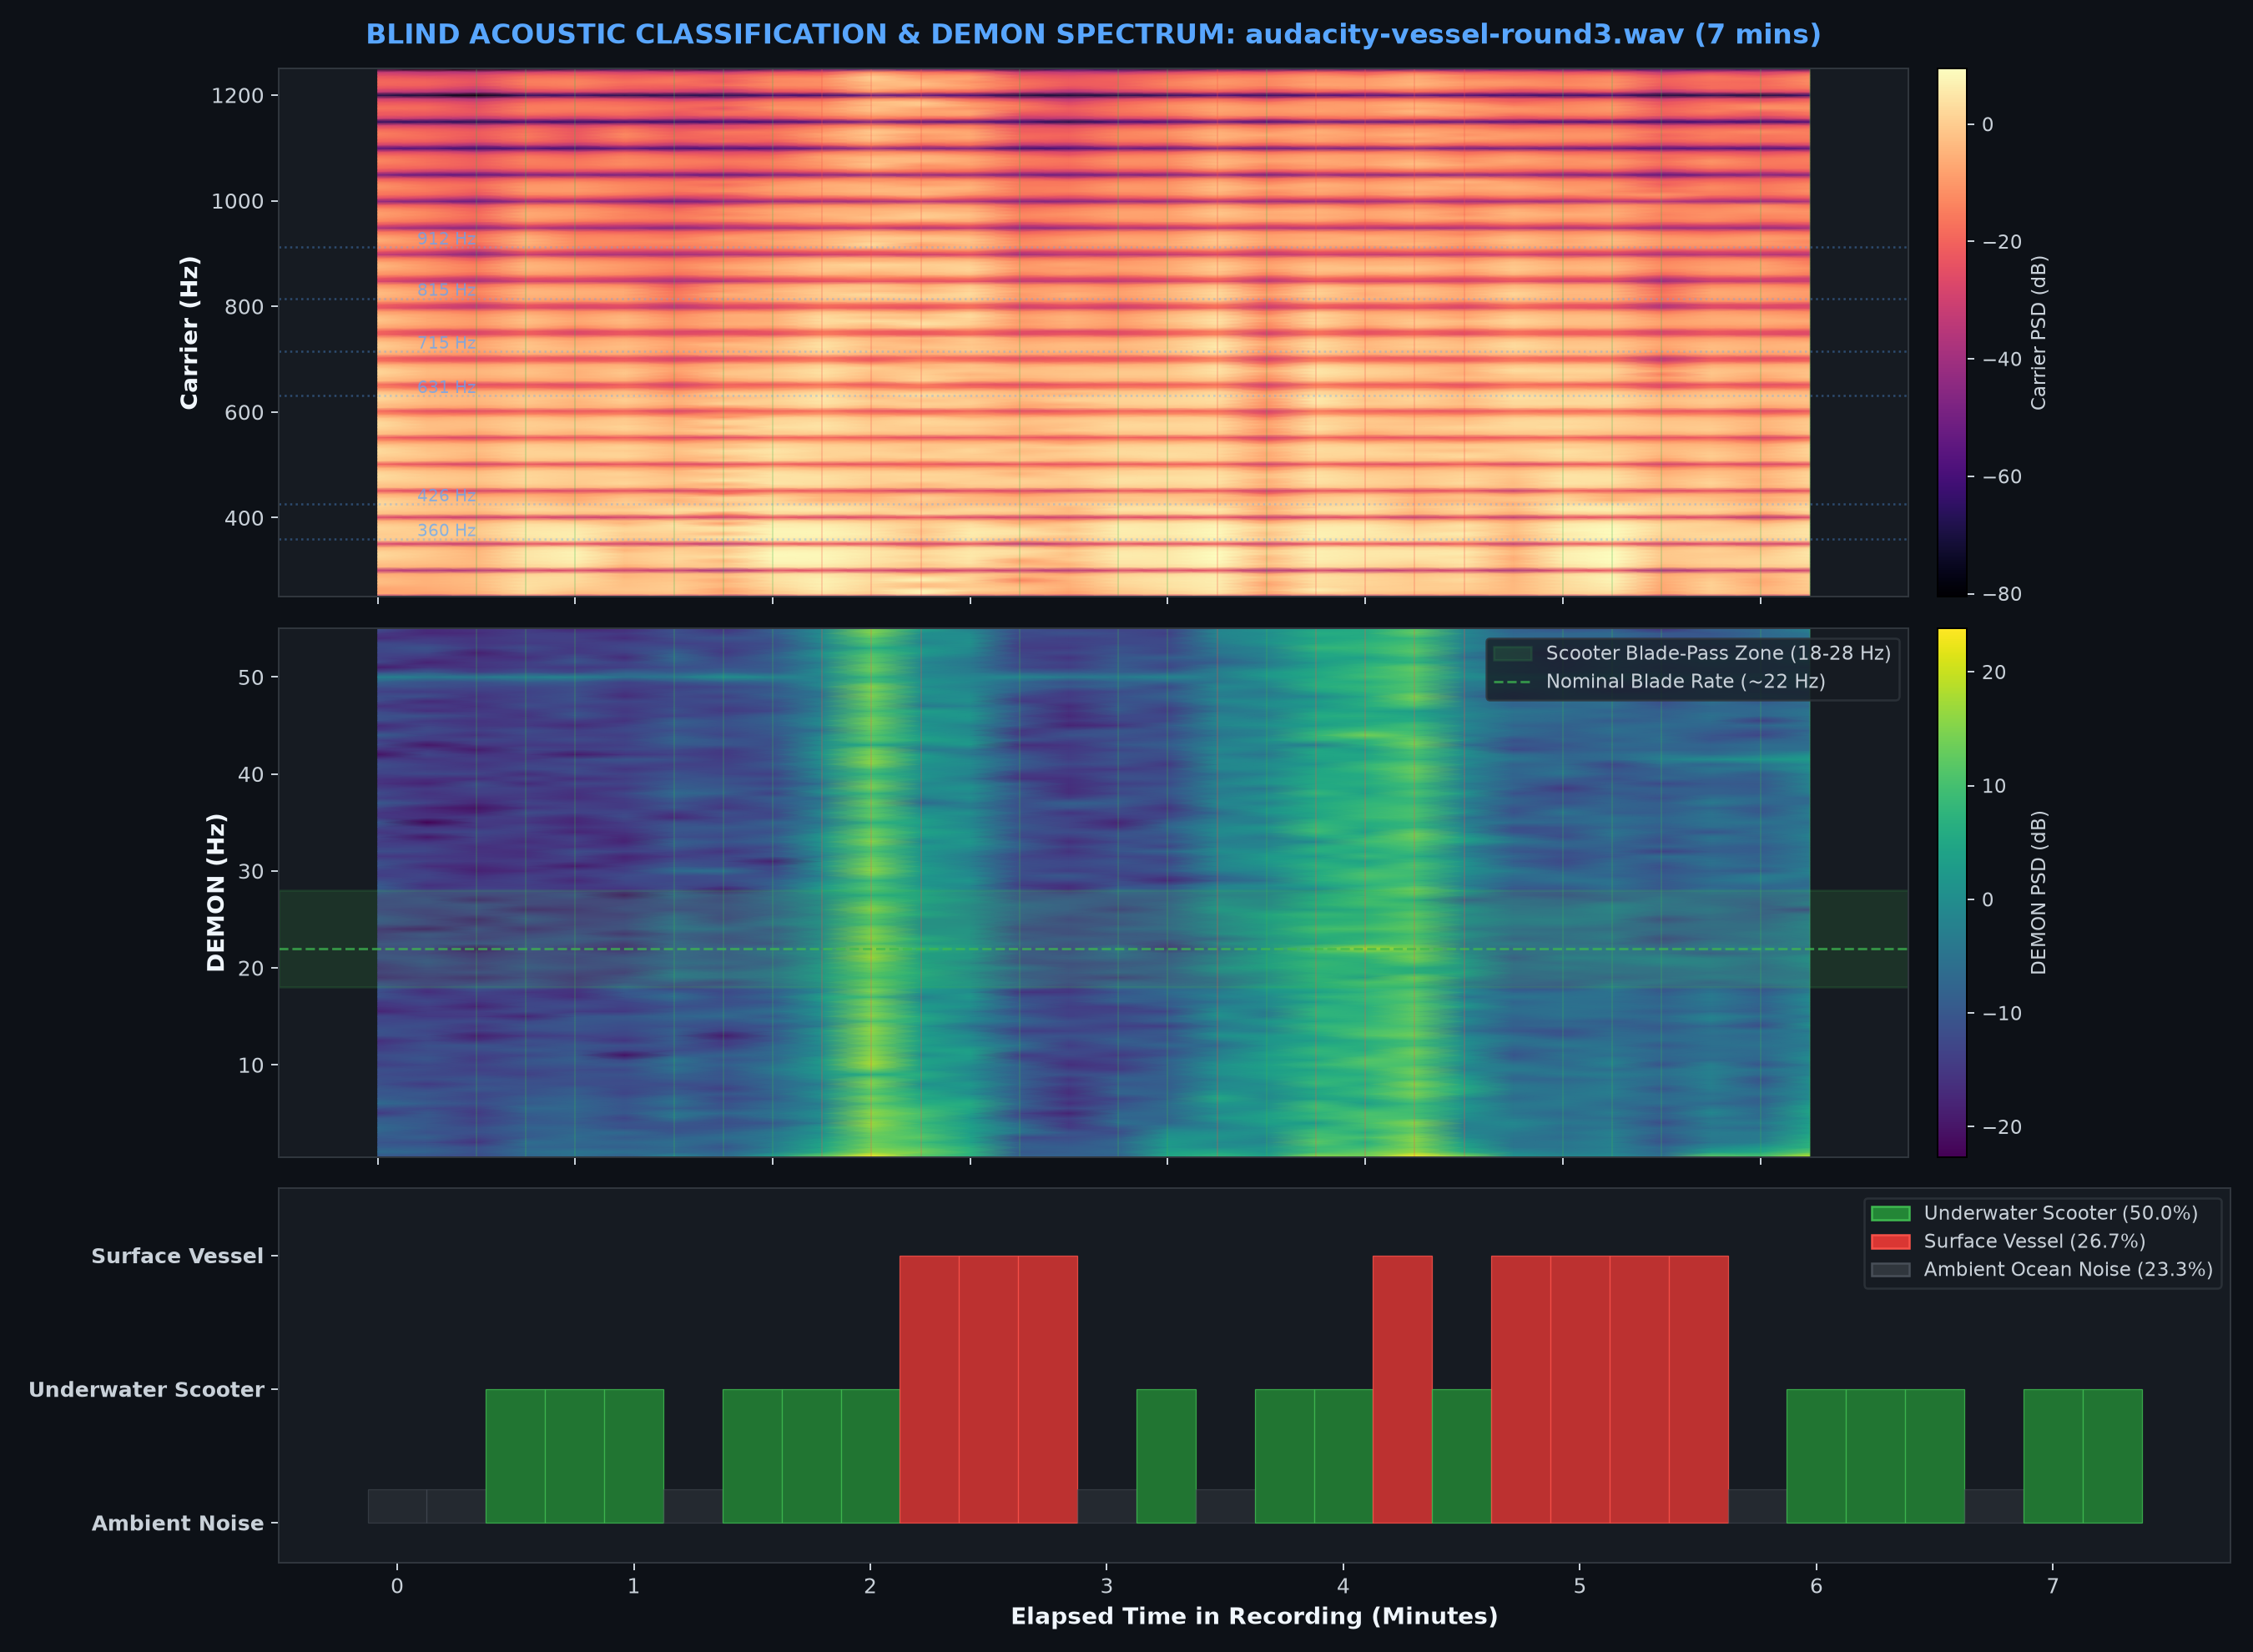 BLIND ACOUSTIC CLASSIFICATION & DEMON SPECTRUM: audacity-vessel-round3.wav (7 mins)
Carrier (Hz)
1200
1000
800
600
400
912 Hz
815 Hz
715 Hz
631 Hz
426 Hz
360 Hz
0
−20
−40
−60
−80
Carrier PSD (dB)
DEMON (Hz)
50
40
30
20
10
Scooter Blade-Pass Zone (18-28 Hz)
Nominal Blade Rate (~22 Hz)
20
10
0
−10
−20
DEMON PSD (dB)
Surface Vessel
Underwater Scooter
Ambient Noise
Underwater Scooter (50.0%)
Surface Vessel (26.7%)
Ambient Ocean Noise (23.3%)
0 1 2 3 4 5 6 7
Elapsed Time in Recording (Minutes)